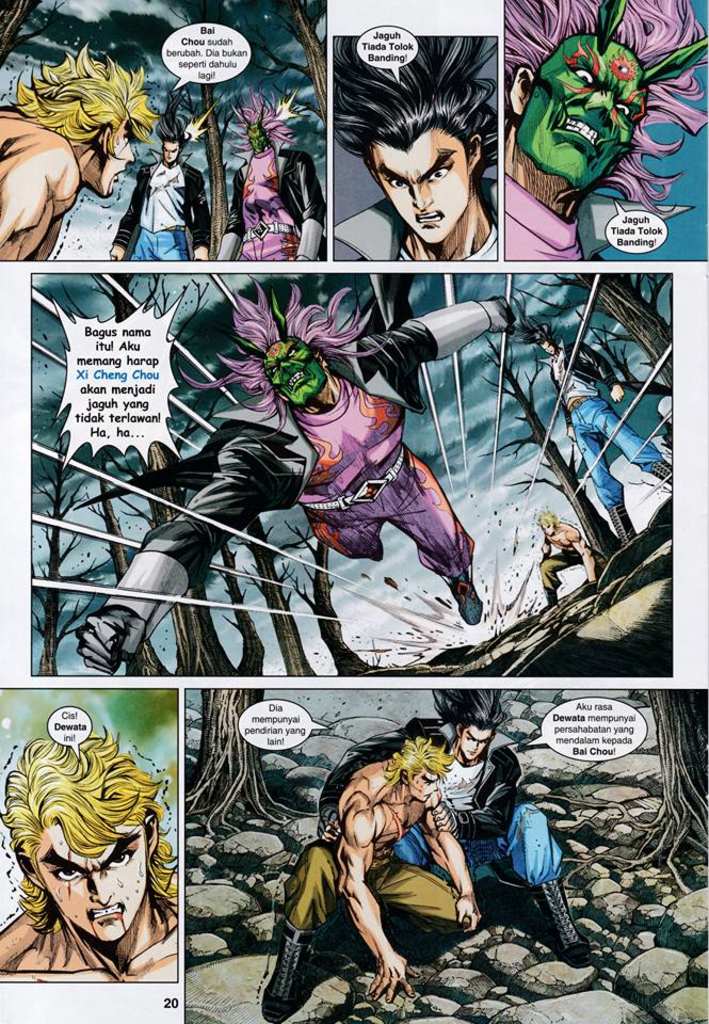 Bai
Chou sudah
berubah. Dia bukan
seperti dahulu
lagi!
Jaguh
Tiada Tolok
Banding!
Jaguh
Tiada Tolok
Banding!
Bagus nama
itu! Aku
memang harap
Xi Cheng Chou
akan menjadi
jaguh yang
tidak terlawan!
Ha, ha...
Cis!
Dewata
ini!
Dia
mempunyai
pendirian yang
lain!
Aku rasa
Dewata mempunyai
persahabatan yang
mendalam kepada
Bai Chou!
20